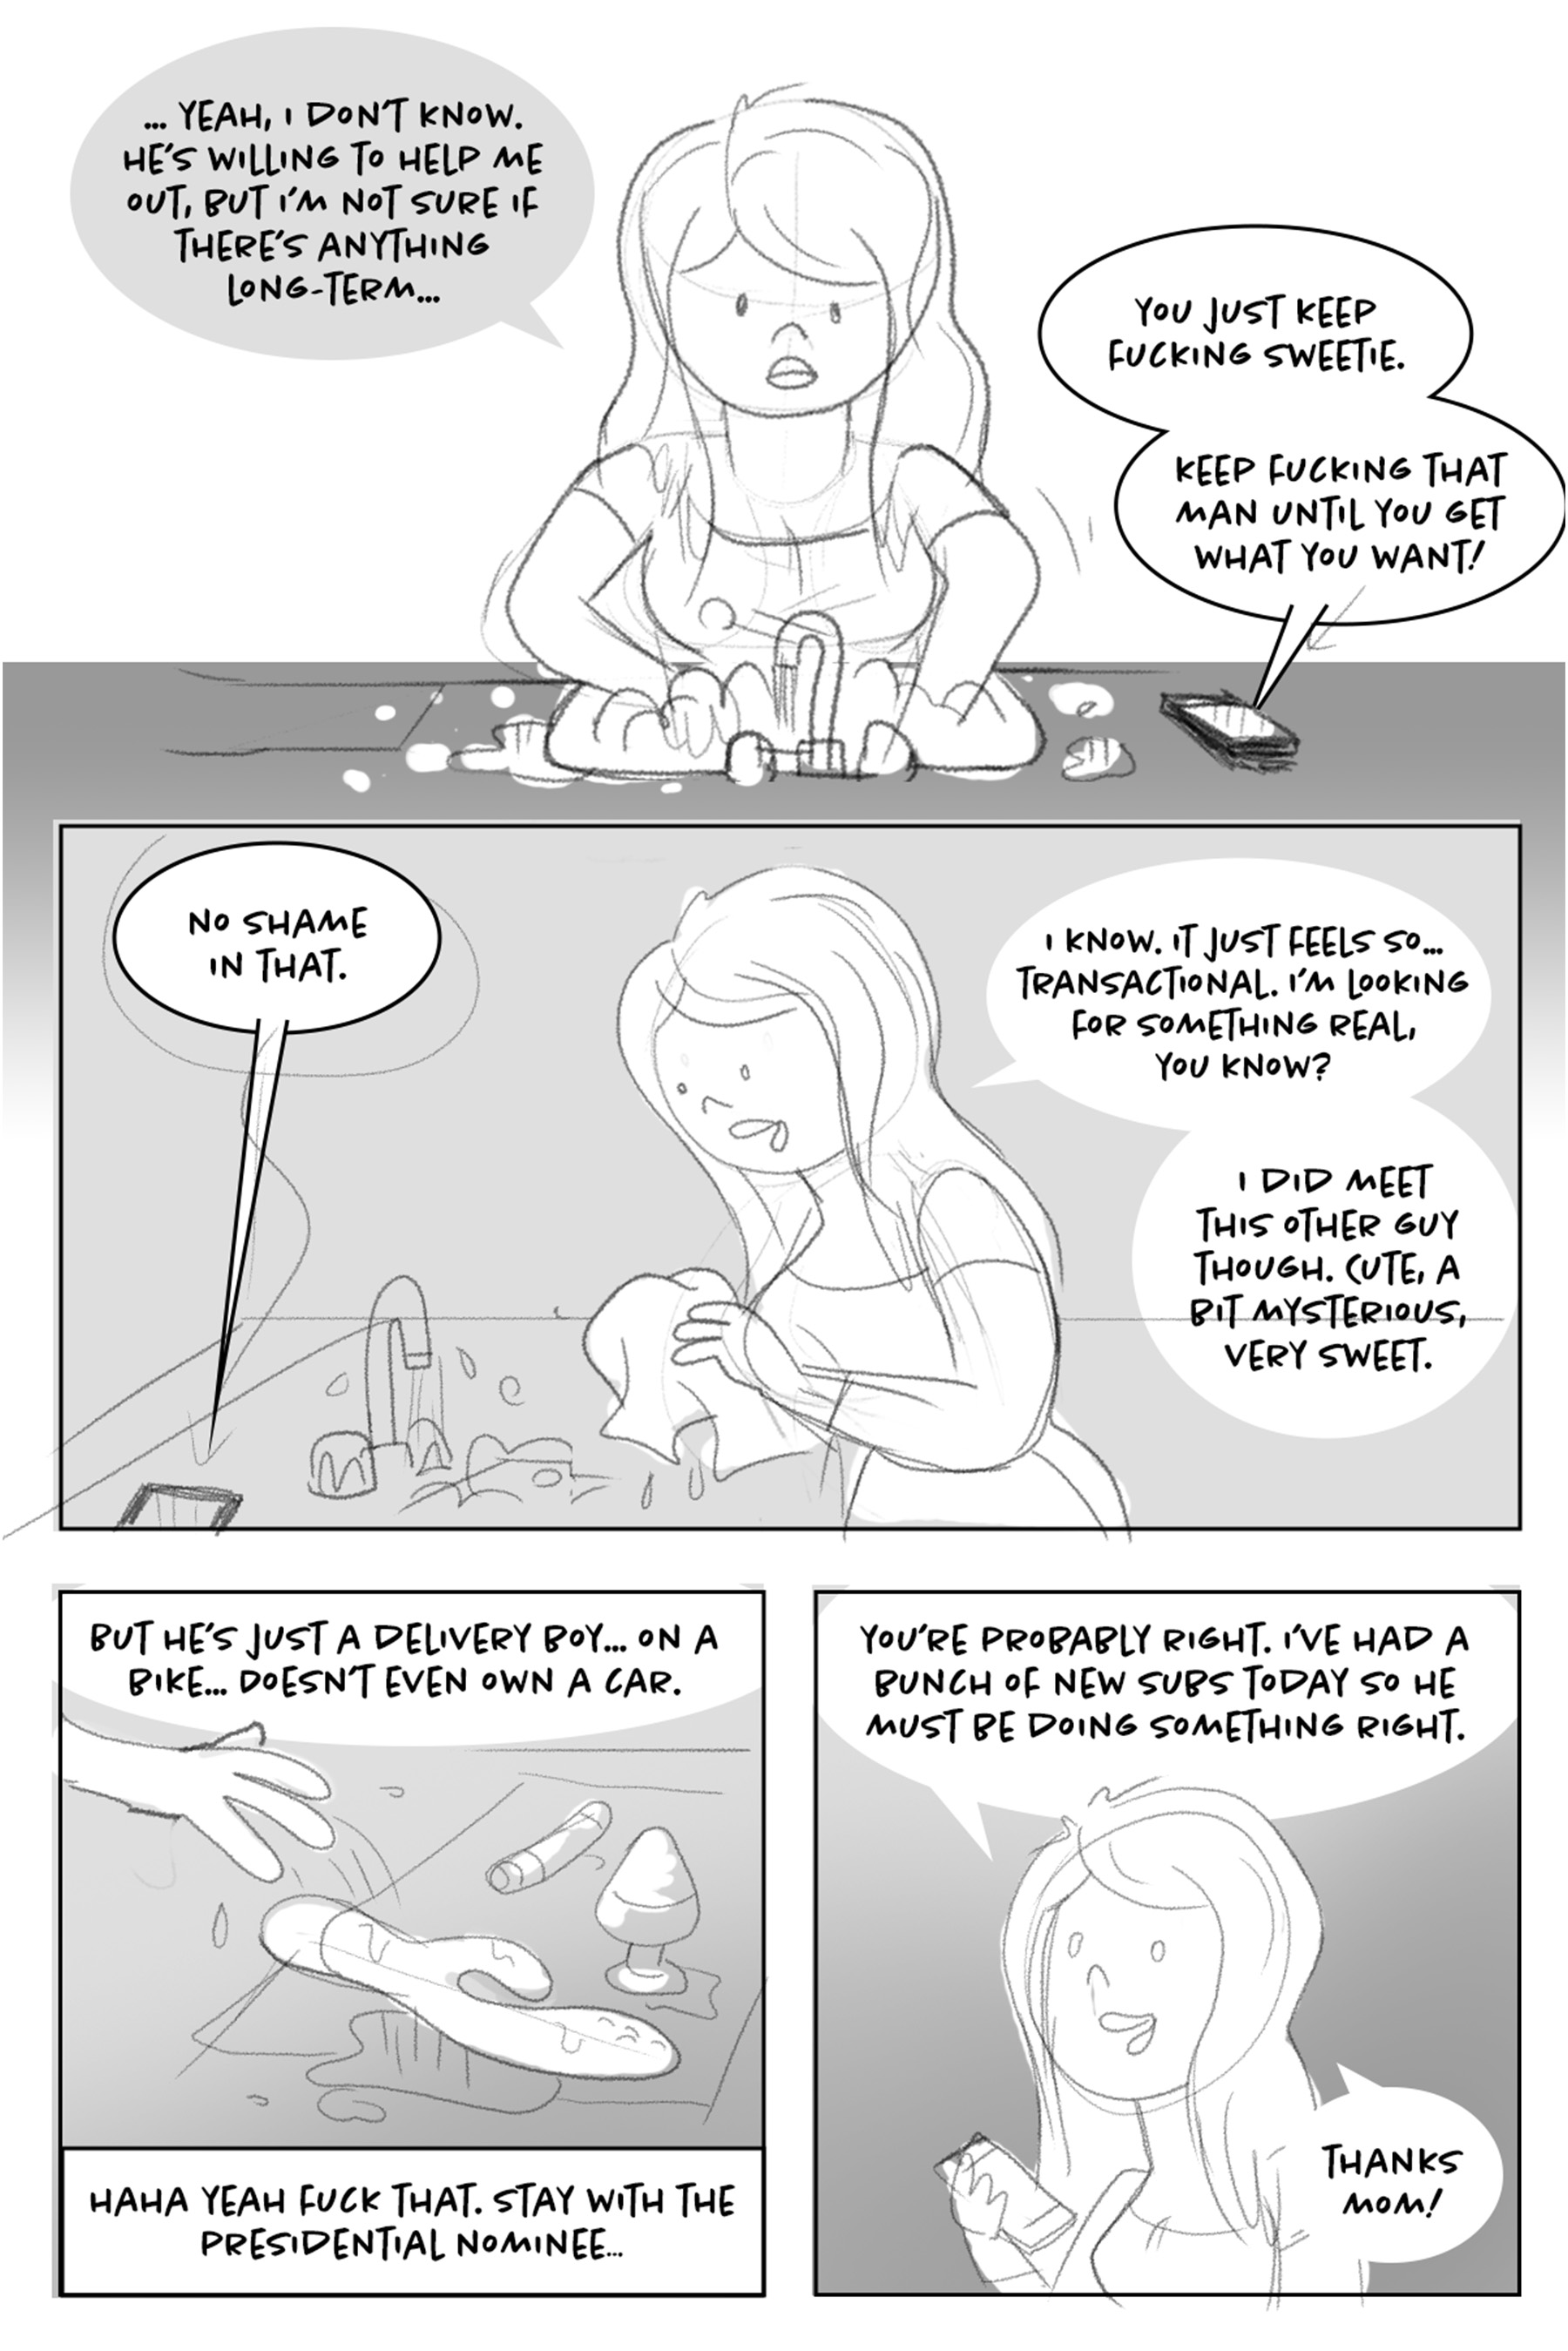 ... YEAH, I DON'T KNOW.
HE'S WILLING TO HELP ME
OUT, BUT I'M NOT SURE IF
THERE'S ANYTHING
LONG-TERM...
YOU JUST KEEP
FUCKING SWEETIE.
KEEP FUCKING THAT
MAN UNTIL YOU GET
WHAT YOU WANT!
NO SHAME
IN THAT.
I KNOW. IT JUST FEELS SO...
TRANSACTIONAL. I'M LOOKING
FOR SOMETHING REAL,
YOU KNOW?
I DID MEET
THIS OTHER GUY
THOUGH. CUTE, A
BIT MYSTERIOUS,
VERY SWEET.
BUT HE'S JUST A DELIVERY BOY... ON A
BIKE... DOESN'T EVEN OWN A CAR.
HAHA YEAH FUCK THAT. STAY WITH THE
PRESIDENTIAL NOMINEE...
YOU'RE PROBABLY RIGHT. I'VE HAD A
BUNCH OF NEW SUBS TODAY SO HE
MUST BE DOING SOMETHING RIGHT.
THANKS
MOM!